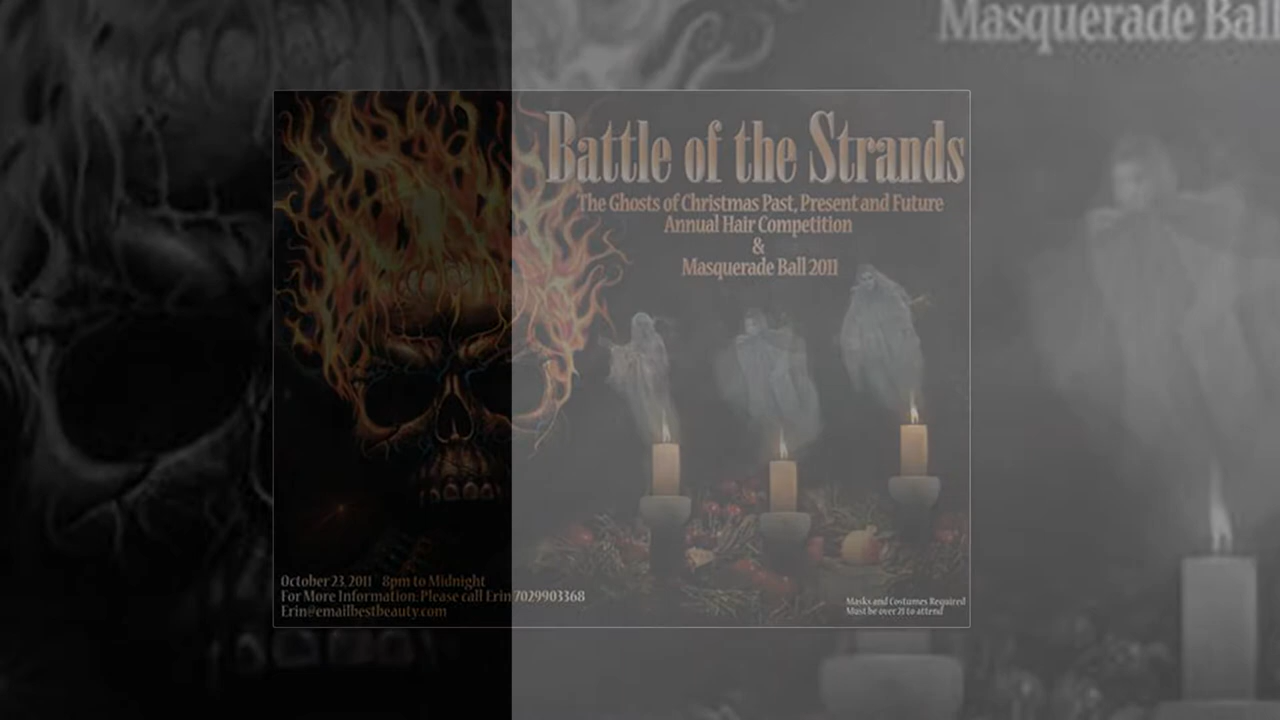 Masquerade Ball
Battle of the Strands
The Ghosts of Christmas Past, Present and Future
Annual Hair Competition
&
Masquerade Ball 2011
October 23, 2011 8pm to Midnight
For More Information: Please call Erin 7029903368
Erin@emailbestbeauty.com
Masks and Costumes Required
Must be over 21 to attend